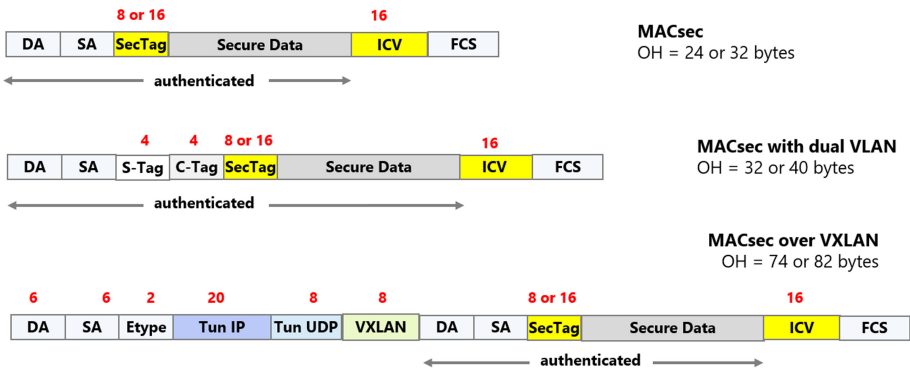 8 or 16 16
DA SA SecTag Secure Data ICV FCS
authenticated
MACsec
OH = 24 or 32 bytes
4 4 8 or 16 16
DA SA S-Tag C-Tag SecTag Secure Data ICV FCS
authenticated
MACsec with dual VLAN
OH = 32 or 40 bytes
MACsec over VXLAN
OH = 74 or 82 bytes
6 6 2 20 8 8 8 or 16 16
DA SA Etype Tun IP Tun UDP VXLAN DA SA SecTag Secure Data ICV FCS
authenticated